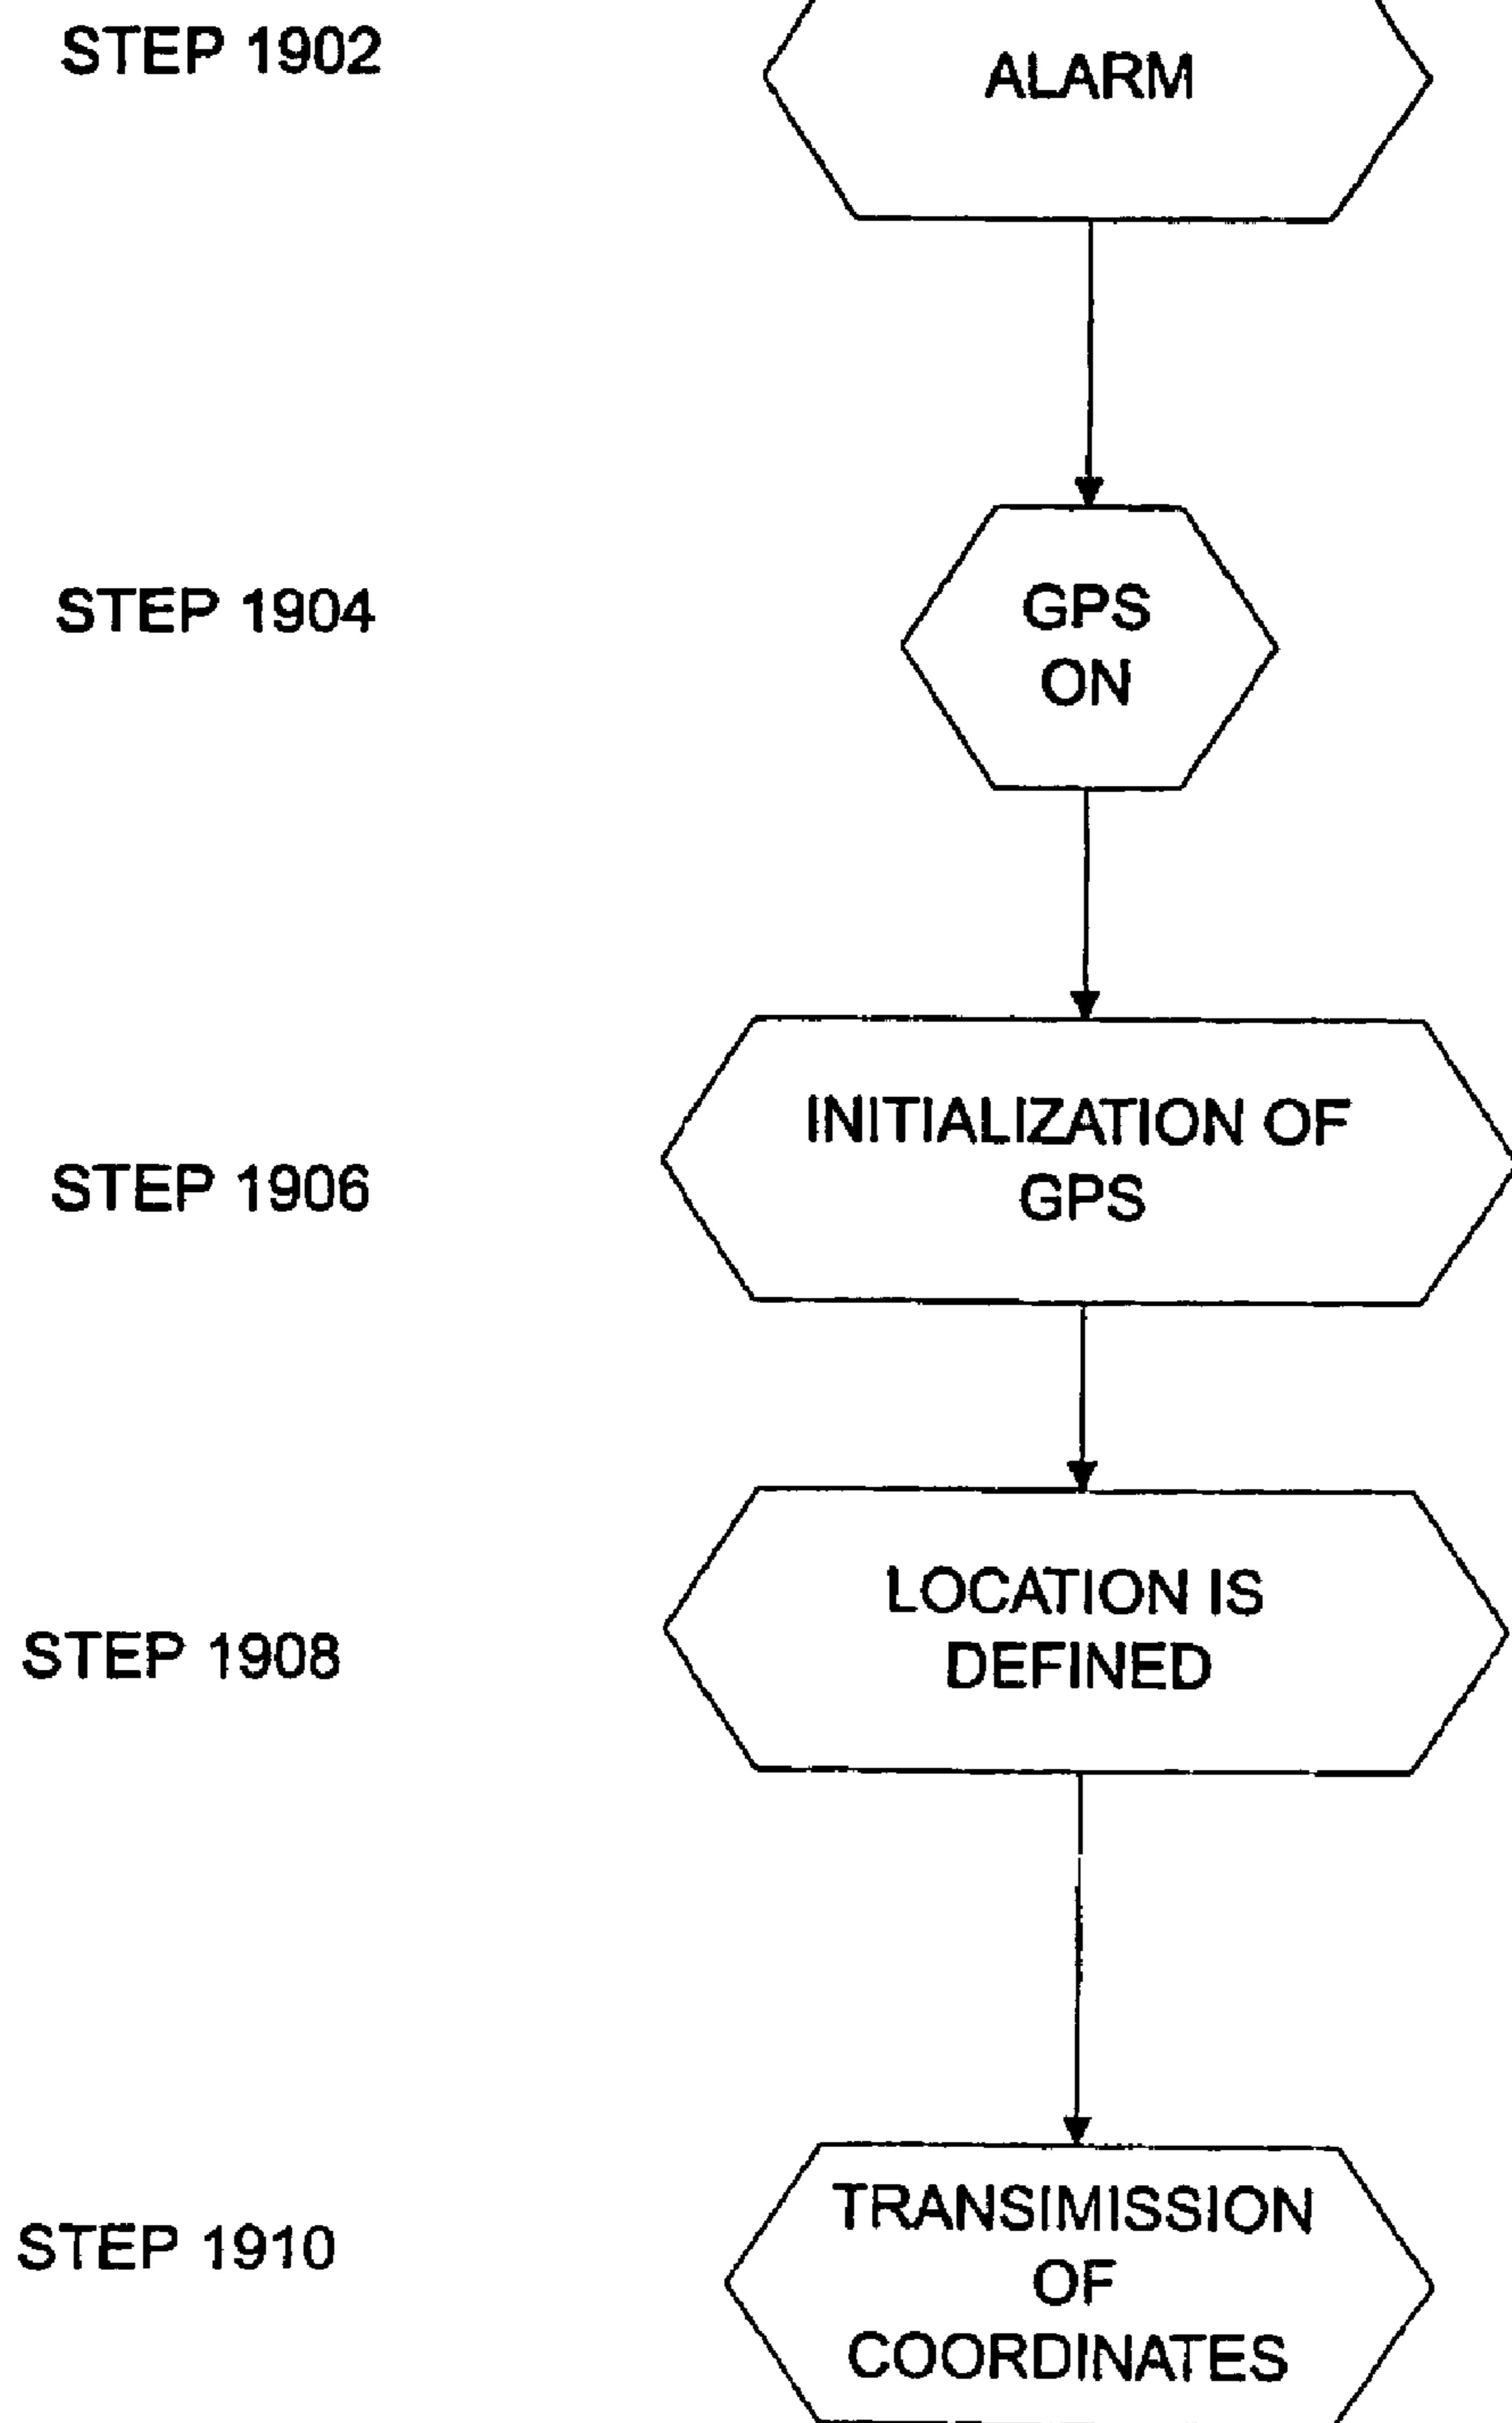 STEP 1902
ALARM
STEP 1904
GPS
ON
STEP 1906
INITIALIZATION OF
GPS
STEP 1908
LOCATION IS
DEFINED
STEP 1910
TRANSIMISSION
OF
COORDINATES